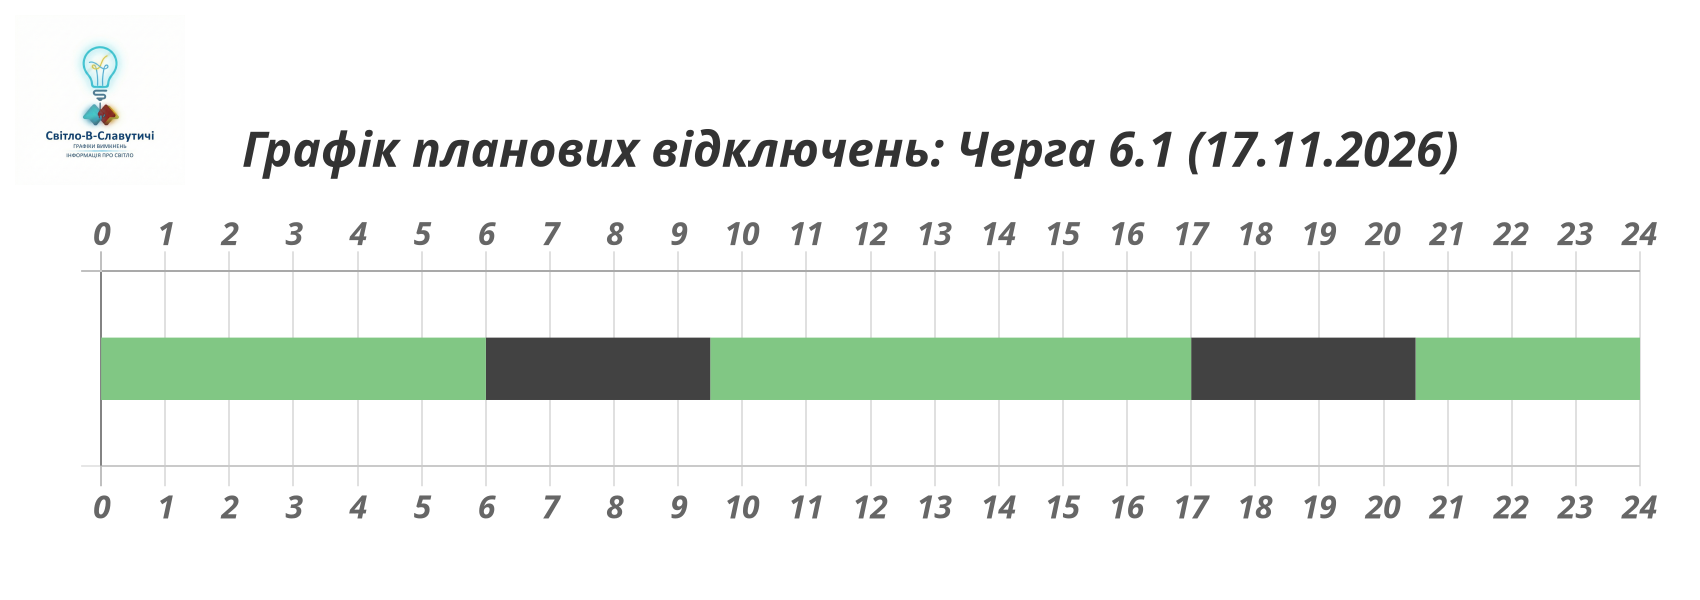 Світло-В-Славутичі
ГРАФІКИ ВИМКНЕНЬ
ІНФОРМАЦІЯ ПРО СВІТЛО
Графік планових відключень: Черга 6.1 (17.11.2026)
0 1 2 3 4 5 6 7 8 9 10 11 12 13 14 15 16 17 18 19 20 21 22 23 24
0 1 2 3 4 5 6 7 8 9 10 11 12 13 14 15 16 17 18 19 20 21 22 23 24